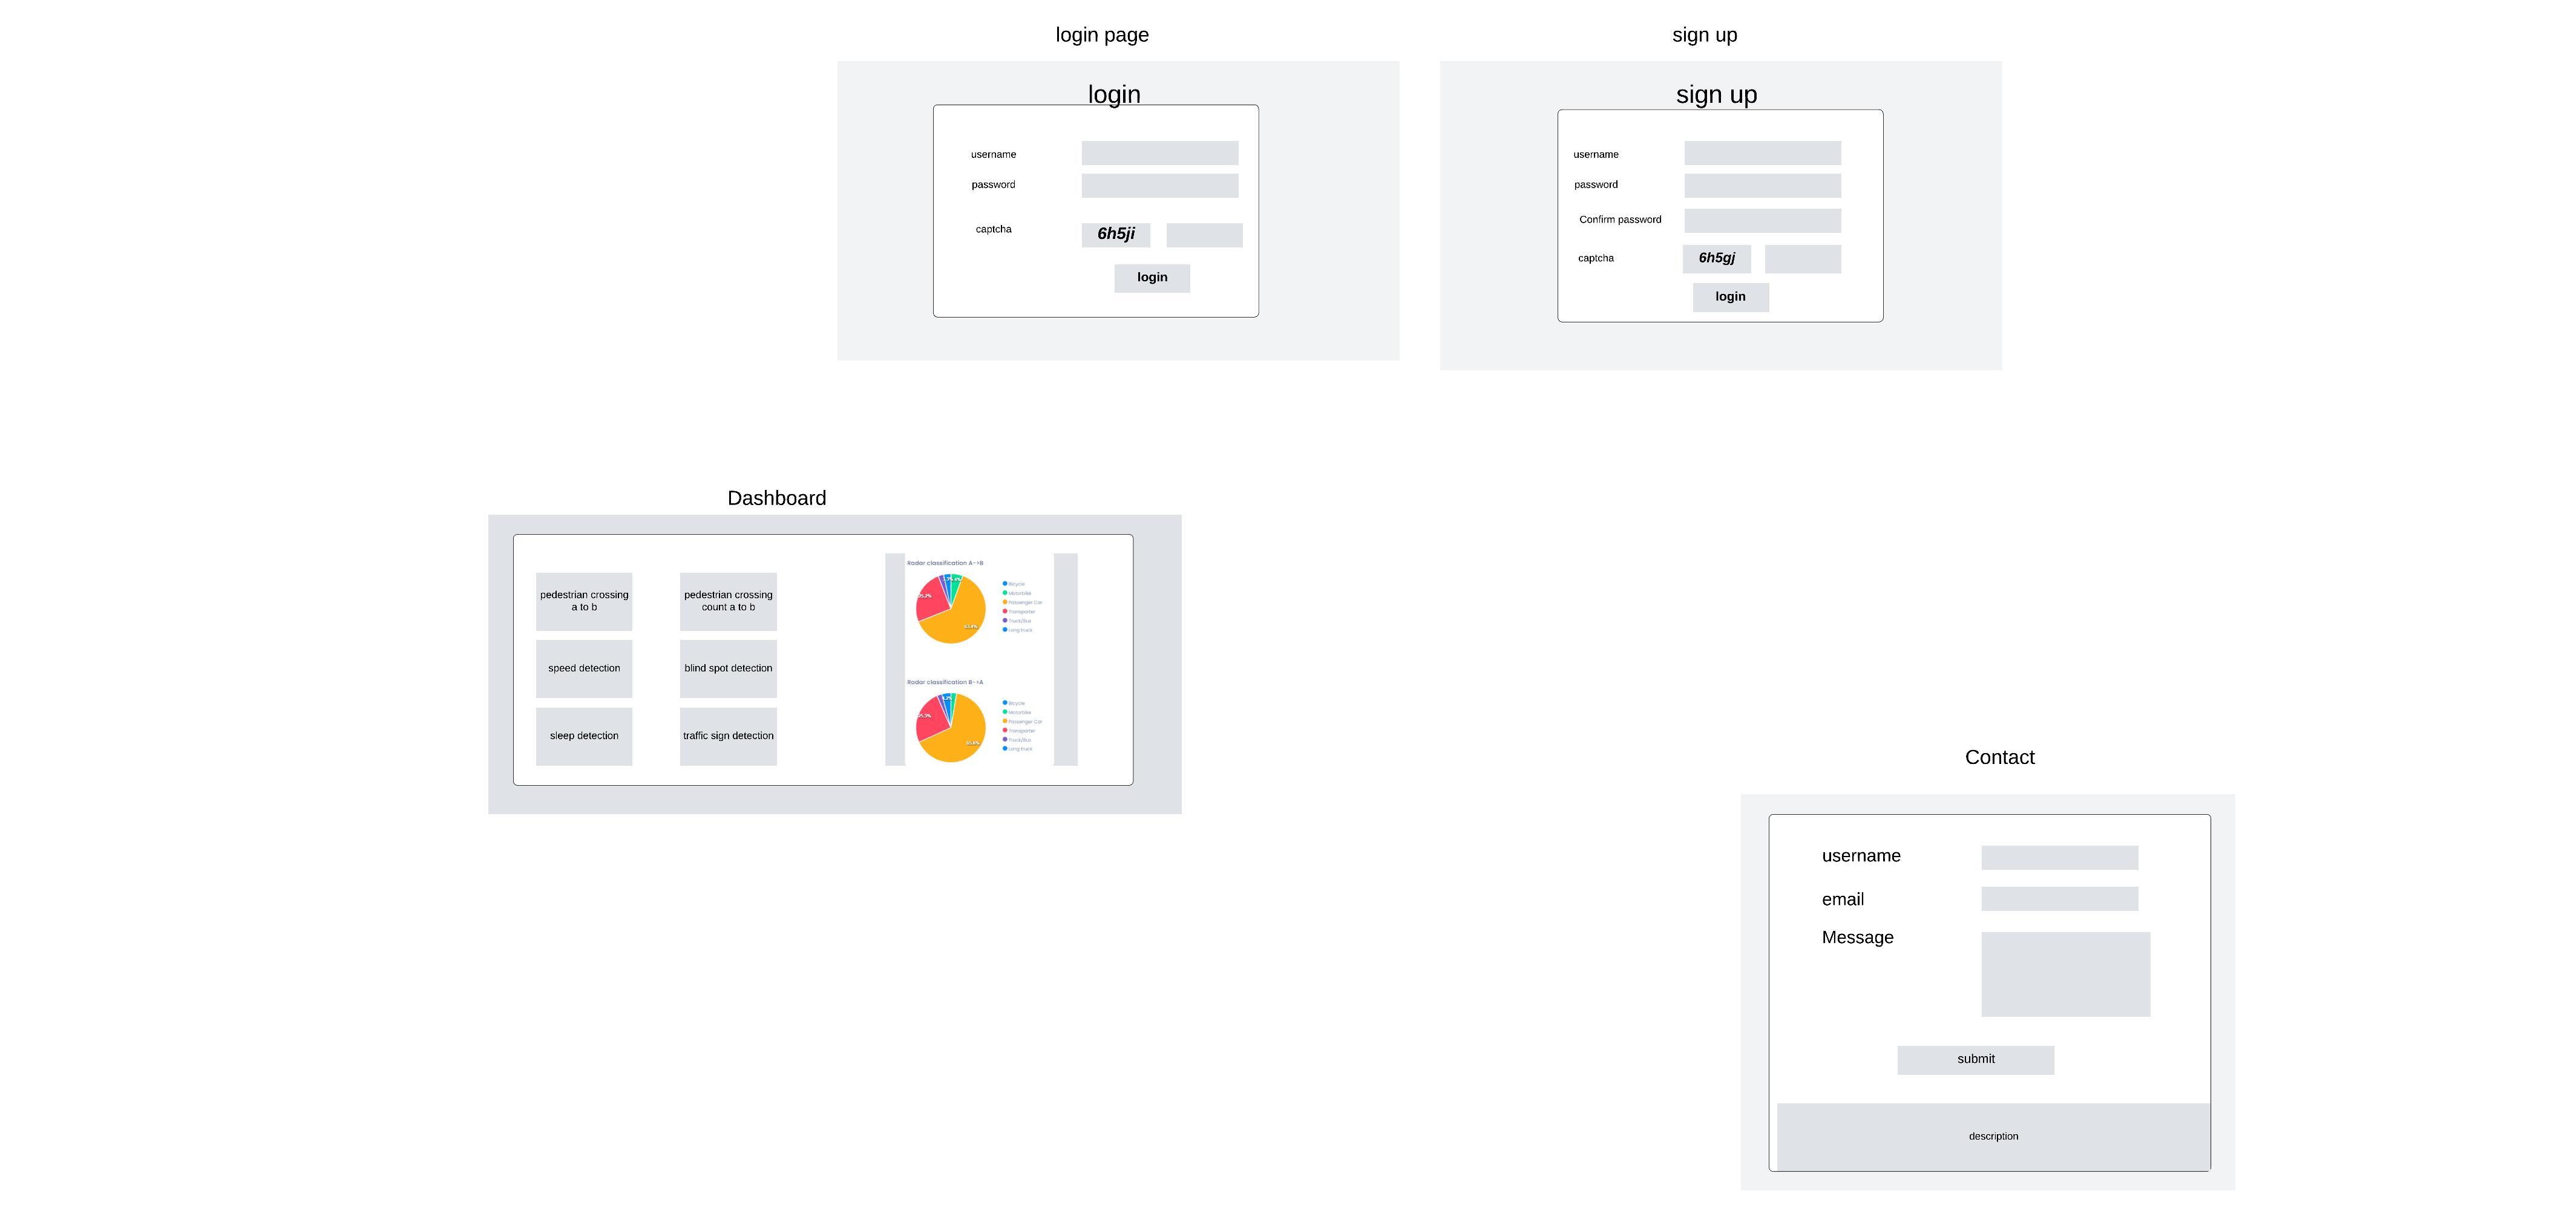 login page
sign up
login
username
password
captcha
6h5ji
login
sign up
username
password
Confirm password
captcha
6h5gj
login
Dashboard
pedestrian crossing
a to b
pedestrian crossing
count a to b
speed detection
blind spot detection
sleep detection
traffic sign detection
Radar classification A->B
Bicycle
Motorbike
Passenger Car
Transporter
Truck/Bus
Long truck
Radar classification B->A
Bicycle
Motorbike
Passenger Car
Transporter
Truck/Bus
Long truck
Contact
username
email
Message
submit
description